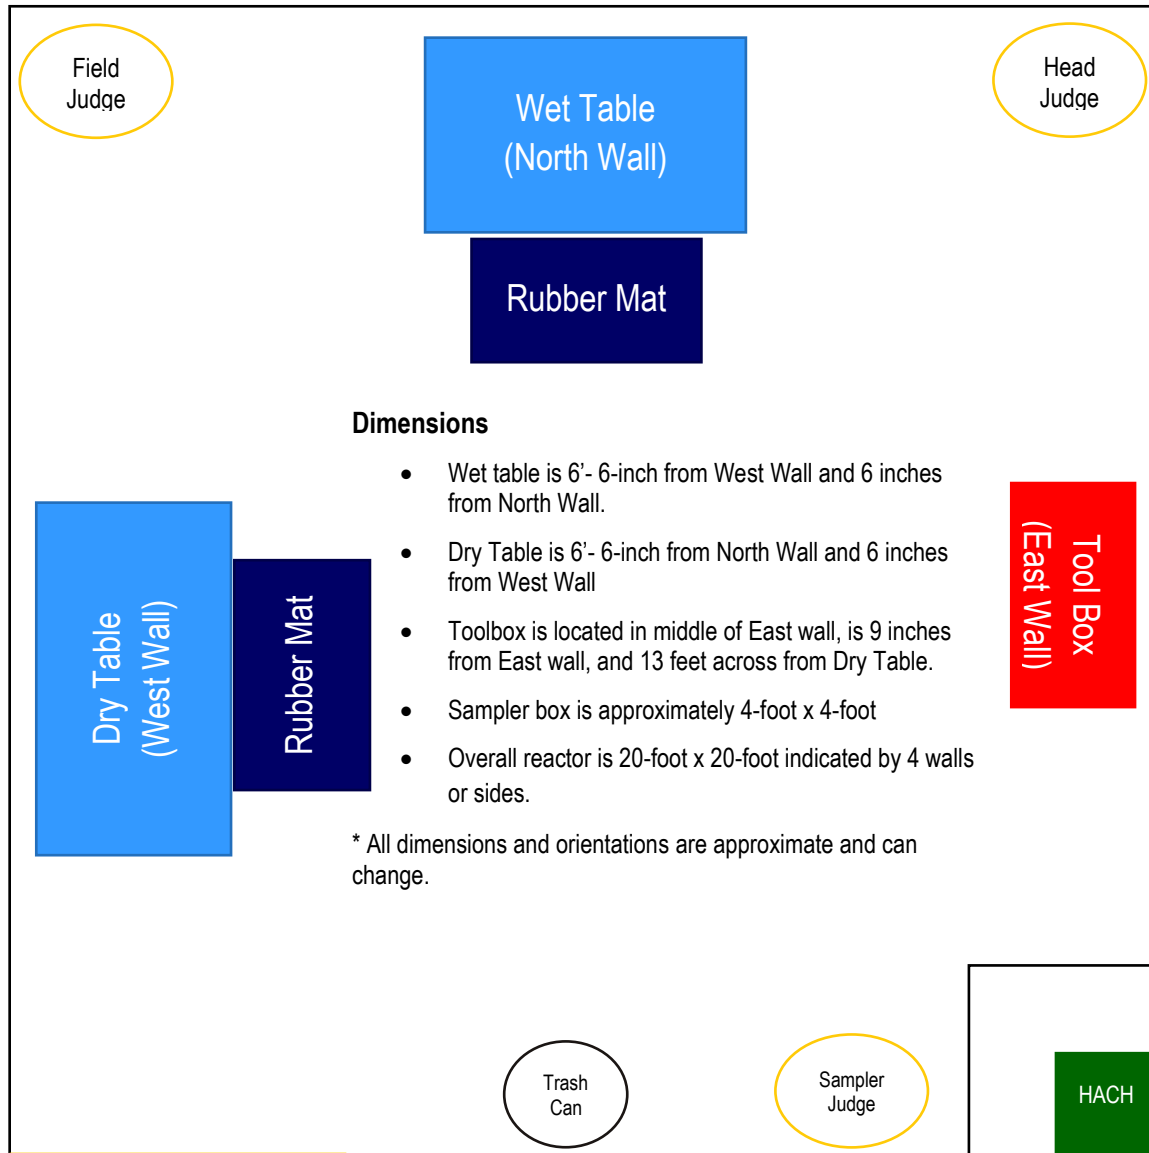 Field
Judge
Wet Table
(North Wall)
Head
Judge
Rubber Mat
Dimensions
• Wet table is 6’- 6-inch from West Wall and 6 inches
from North Wall.
• Dry Table is 6’- 6-inch from North Wall and 6 inches
from West Wall
• Toolbox is located in middle of East wall, is 9 inches
from East wall, and 13 feet across from Dry Table.
• Sampler box is approximately 4-foot x 4-foot
• Overall reactor is 20-foot x 20-foot indicated by 4 walls
or sides.
* All dimensions and orientations are approximate and can
change.
Dry Table
(West Wall)
Rubber Mat
Tool Box
(East Wall)
Trash
Can
Sampler
Judge
HACH